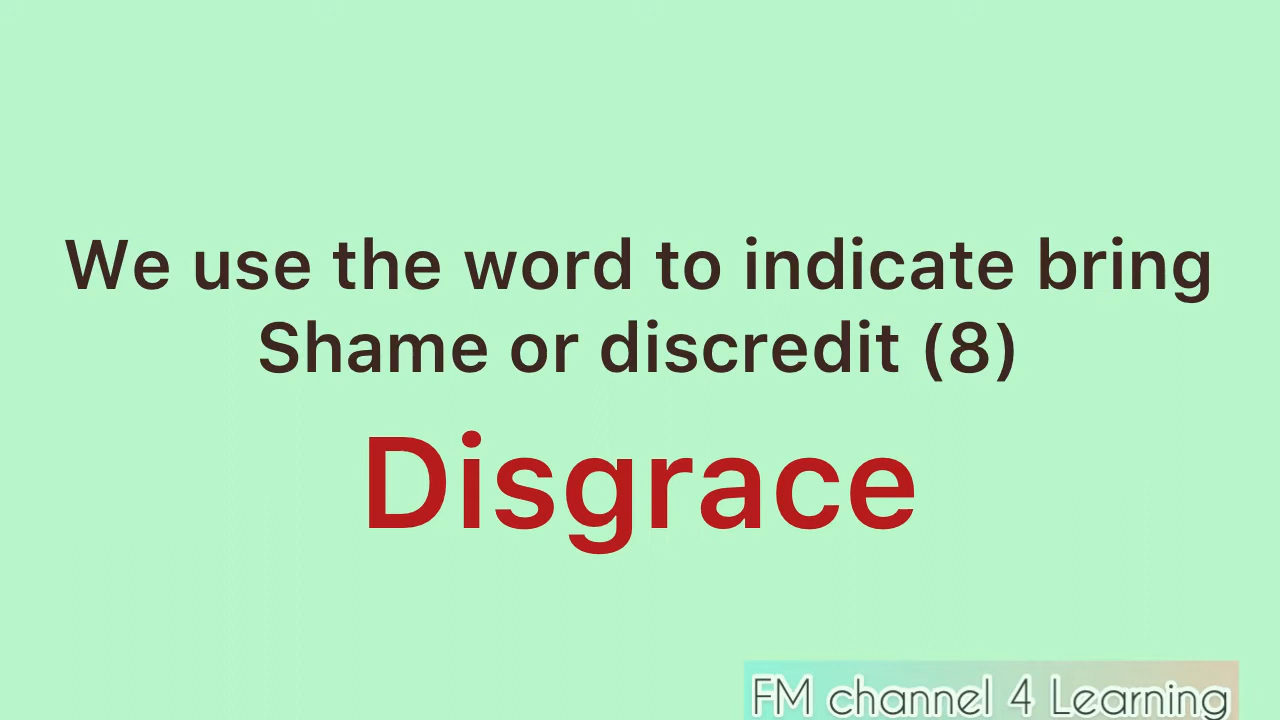 We use the word to indicate bring
Shame or discredit (8)
Disgrace
FM channel 4 Learning